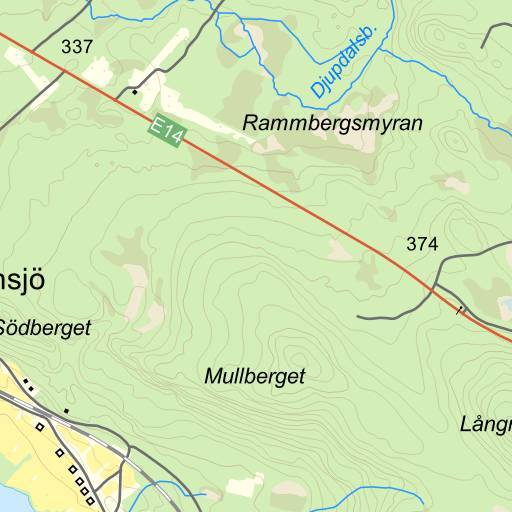 337
Djupdalsb.
Rammbergsmyran
E14
374
nsjö
Södberget
Mullberget
Långr